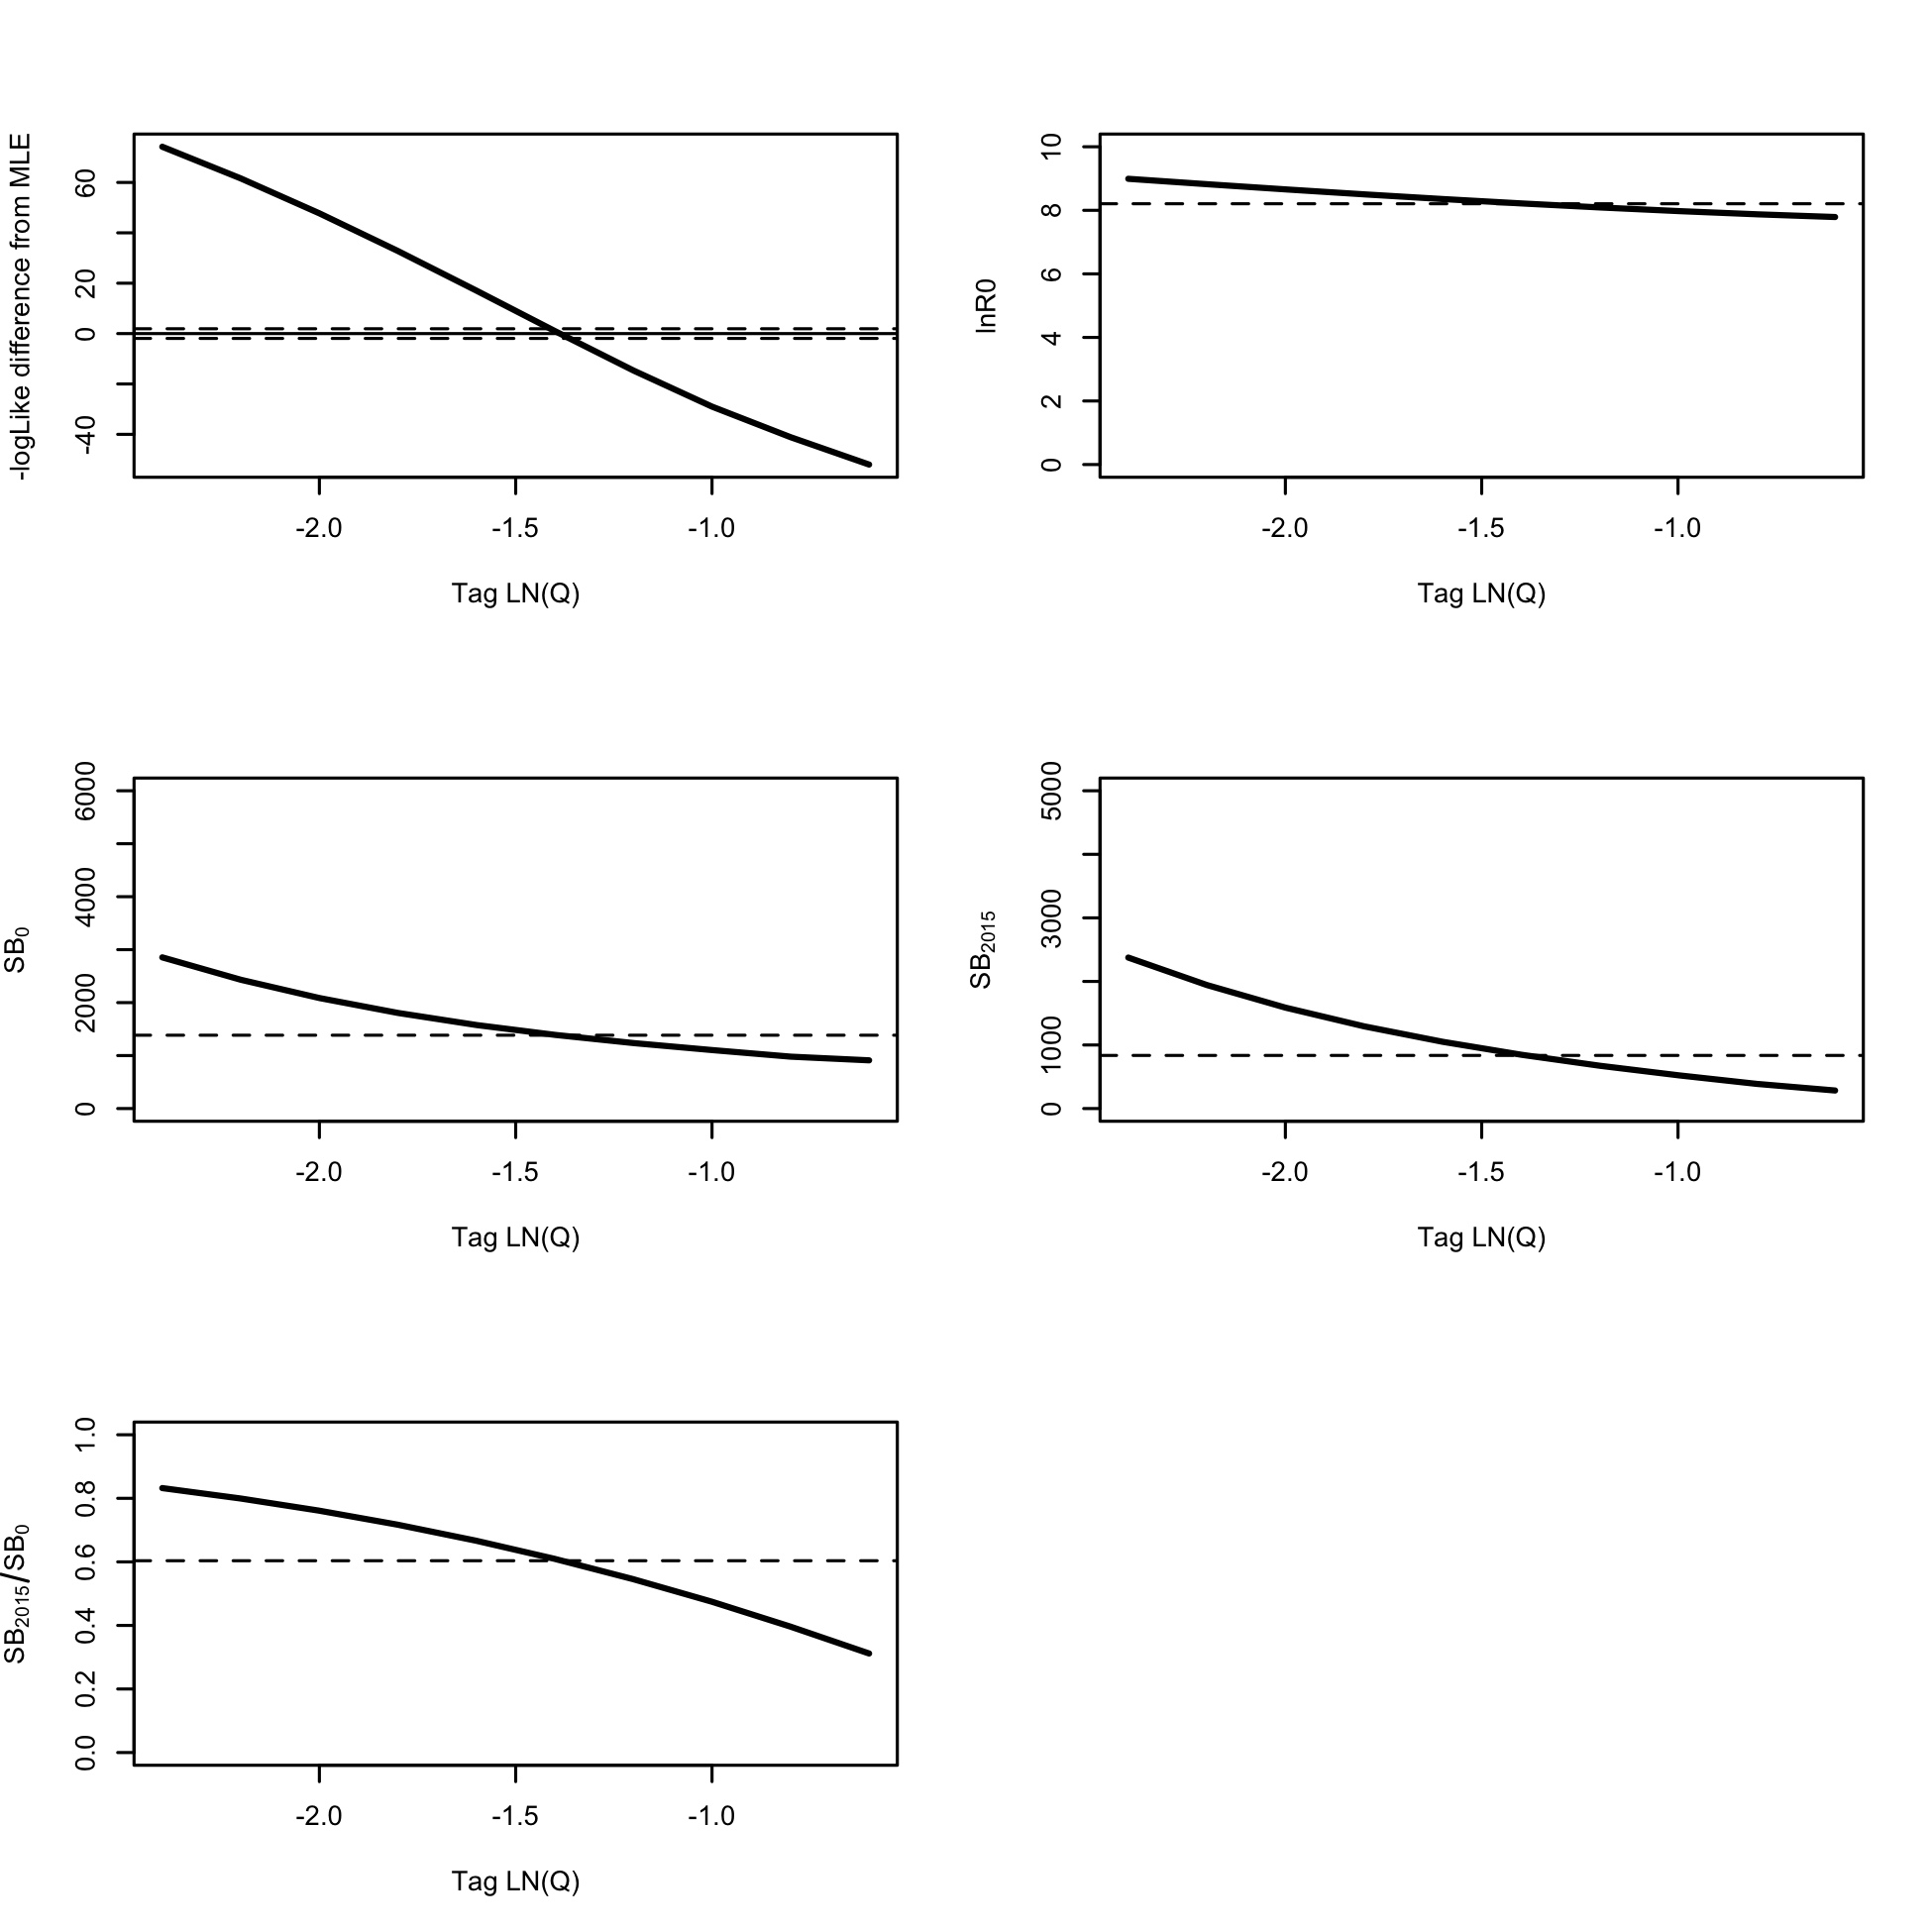 -logLike difference from MLE
60
20
0
-40
-2.0 -1.5 -1.0
Tag LN(Q)
lnR0
10
8
6
4
2
0
-2.0 -1.5 -1.0
Tag LN(Q)
SB0
6000
4000
2000
0
-2.0 -1.5 -1.0
Tag LN(Q)
SB2015
5000
3000
1000
0
-2.0 -1.5 -1.0
Tag LN(Q)
SB2015/SB0
1.0
0.8
0.6
0.4
0.2
0.0
-2.0 -1.5 -1.0
Tag LN(Q)